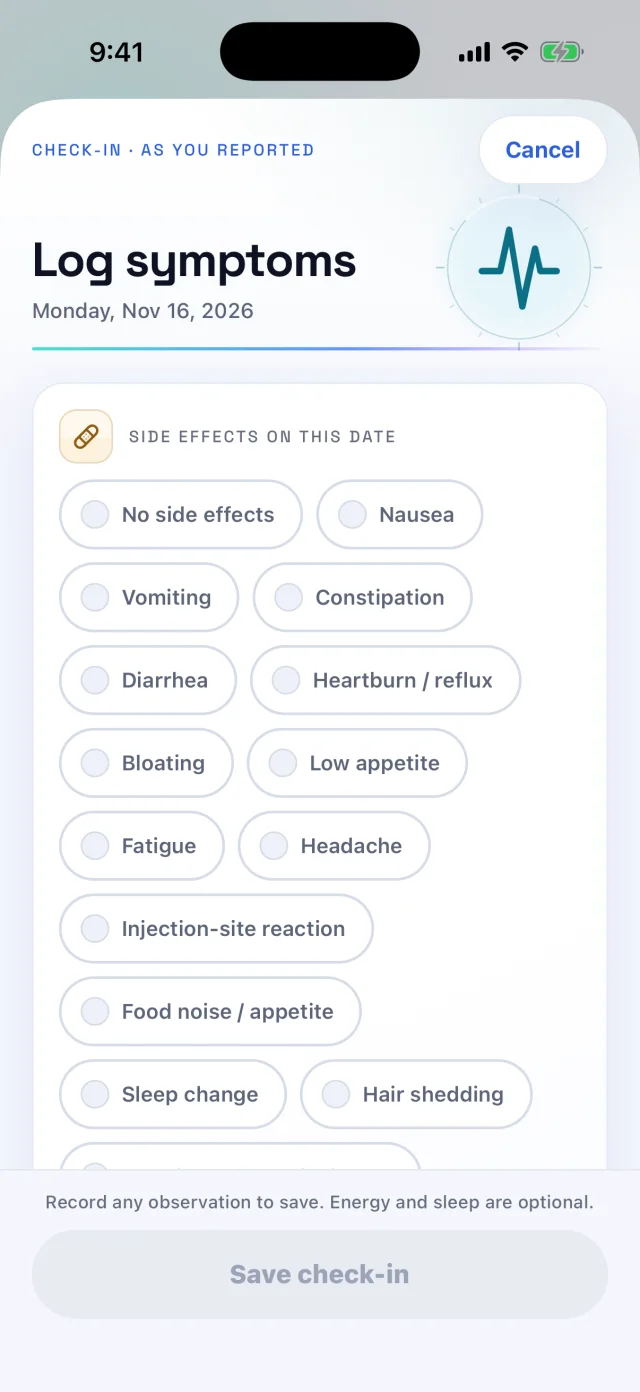 9:41
CHECK-IN · AS YOU REPORTED
Cancel
Log symptoms
Monday, Nov 16, 2026
SIDE EFFECTS ON THIS DATE
No side effects
Nausea
Vomiting
Constipation
Diarrhea
Heartburn / reflux
Bloating
Low appetite
Fatigue
Headache
Injection-site reaction
Food noise / appetite
Sleep change
Hair shedding
Record any observation to save. Energy and sleep are optional.
Save check-in